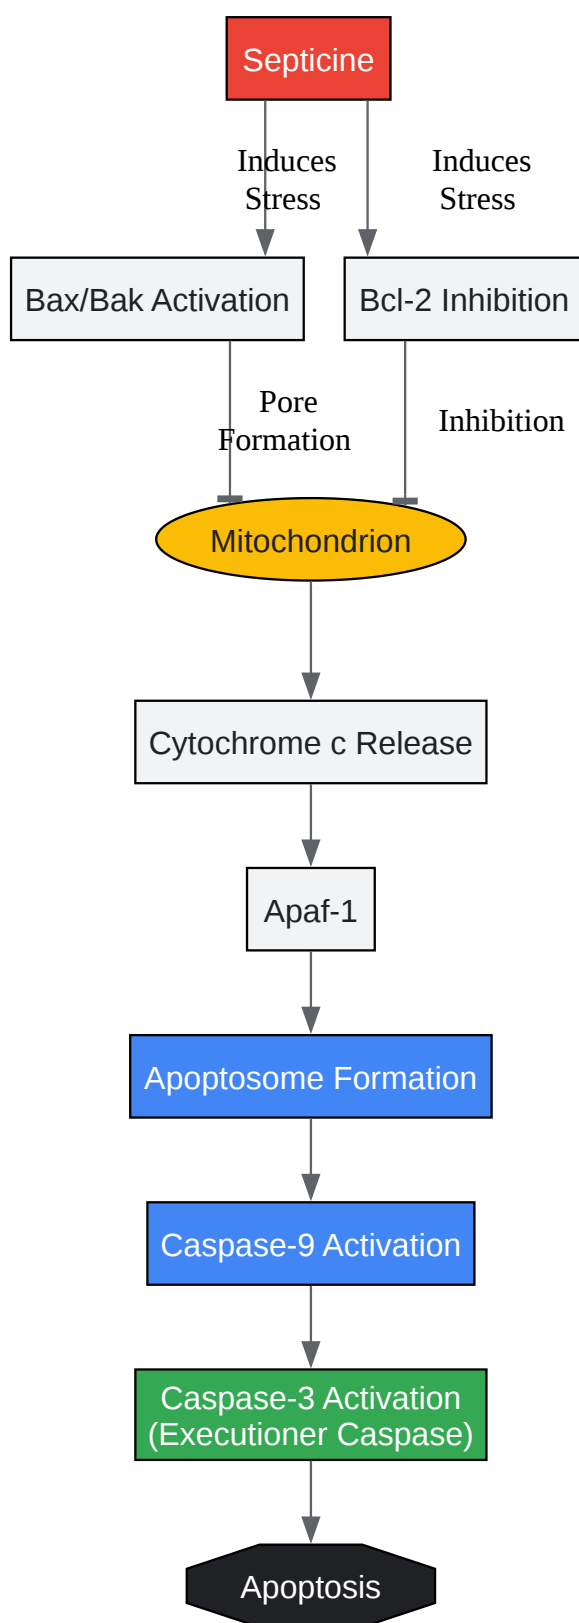 Septicine
Induces
Stress
Induces
Stress
Bax/Bak Activation
Bcl-2 Inhibition
Pore
Formation
Inhibition
Mitochondrion
Cytochrome c Release
Apaf-1
Apoptosome Formation
Caspase-9 Activation
Caspase-3 Activation
(Executioner Caspase)
Apoptosis